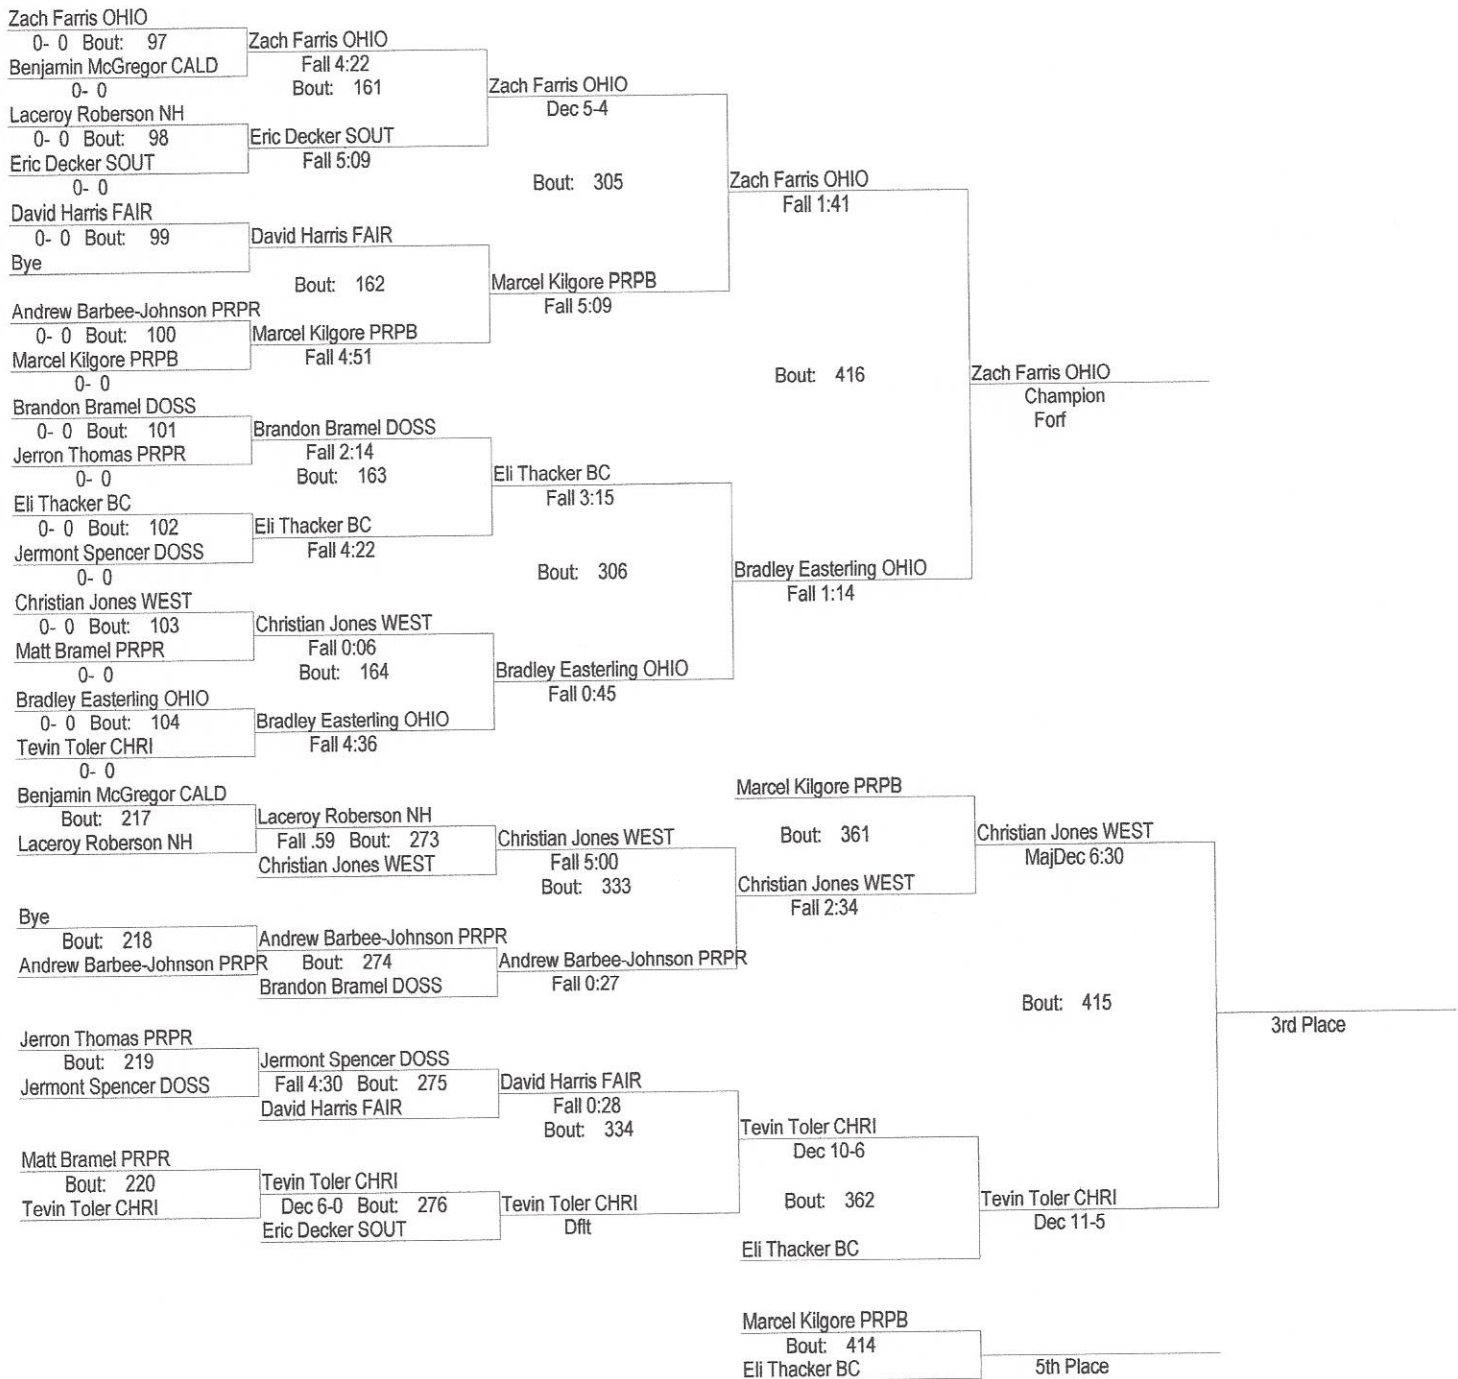 Zach Farris OHIO
0- 0 Bout: 97
Benjamin McGregor CALD
0- 0
Laceroy Roberson NH
0- 0 Bout: 98
Eric Decker SOUT
0- 0
David Harris FAIR
0- 0 Bout: 99
Bye
Andrew Barbee-Johnson PRPR
0- 0 Bout: 100
Marcel Kilgore PRPB
0- 0
Brandon Bramel DOSS
0- 0 Bout: 101
Jerron Thomas PRPR
0- 0
Eli Thacker BC
0- 0 Bout: 102
Jermont Spencer DOSS
0- 0
Christian Jones WEST
0- 0 Bout: 103
Matt Bramel PRPR
0- 0
Bradley Easterling OHIO
0- 0 Bout: 104
Tevin Toler CHRI
0- 0
Zach Farris OHIO
Fall 4:22
Bout: 161
Eric Decker SOUT
Fall 5:09
David Harris FAIR
Bout: 162
Marcel Kilgore PRPB
Fall 4:51
Brandon Bramel DOSS
Fall 2:14
Bout: 163
Eli Thacker BC
Fall 4:22
Christian Jones WEST
Fall 0:06
Bout: 164
Bradley Easterling OHIO
Fall 4:36
Zach Farris OHIO
Dec 5-4
Bout: 305
Marcel Kilgore PRPB
Fall 5:09
Eli Thacker BC
Fall 3:15
Bout: 306
Bradley Easterling OHIO
Fall 0:45
Zach Farris OHIO
Fall 1:41
Bout: 416
Bradley Easterling OHIO
Fall 1:14
Zach Farris OHIO
Champion
Forf
Benjamin McGregor CALD
Bout: 217
Laceroy Roberson NH
Bye
Bout: 218
Andrew Barbee-Johnson PRPR
Jerron Thomas PRPR
Bout: 219
Jermont Spencer DOSS
Matt Bramel PRPR
Bout: 220
Tevin Toler CHRI
Laceroy Roberson NH
Fall .59 Bout: 273
Christian Jones WEST
Andrew Barbee-Johnson PRPR
Bout: 274
Brandon Bramel DOSS
Jermont Spencer DOSS
Fall 4:30 Bout: 275
David Harris FAIR
Tevin Toler CHRI
Dec 6-0 Bout: 276
Eric Decker SOUT
Christian Jones WEST
Fall 5:00
Bout: 333
Andrew Barbee-Johnson PRPR
Fall 0:27
David Harris FAIR
Fall 0:28
Bout: 334
Tevin Toler CHRI
Dflt
Marcel Kilgore PRPB
Bout: 361
Christian Jones WEST
Fall 2:34
Tevin Toler CHRI
Dec 10-6
Bout: 362
Eli Thacker BC
Christian Jones WEST
MajDec 6:30
Bout: 415
Tevin Toler CHRI
Dec 11-5
3rd Place
Marcel Kilgore PRPB
Bout: 414
Eli Thacker BC
5th Place